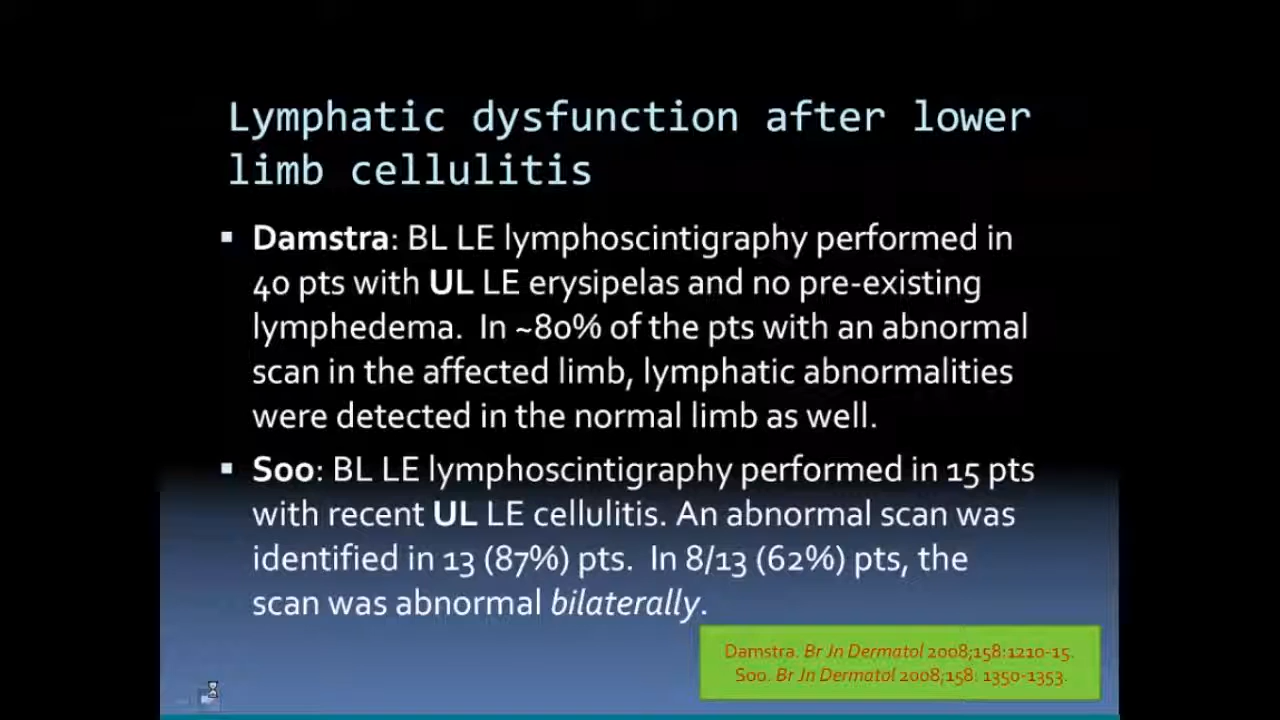 Lymphatic dysfunction after lower
limb cellulitis
▪ Damstra: BL LE lymphoscintigraphy performed in
40 pts with UL LE erysipelas and no pre-existing
lymphedema. In ~80% of the pts with an abnormal
scan in the affected limb, lymphatic abnormalities
were detected in the normal limb as well.
▪ Soo: BL LE lymphoscintigraphy performed in 15 pts
with recent UL LE cellulitis. An abnormal scan was
identified in 13 (87%) pts. In 8/13 (62%) pts, the
scan was abnormal bilaterally.
Damstra. Br Jn Dermatol 2008;158:1210-15.
Soo. Br Jn Dermatol 2008;158: 1350-1353.